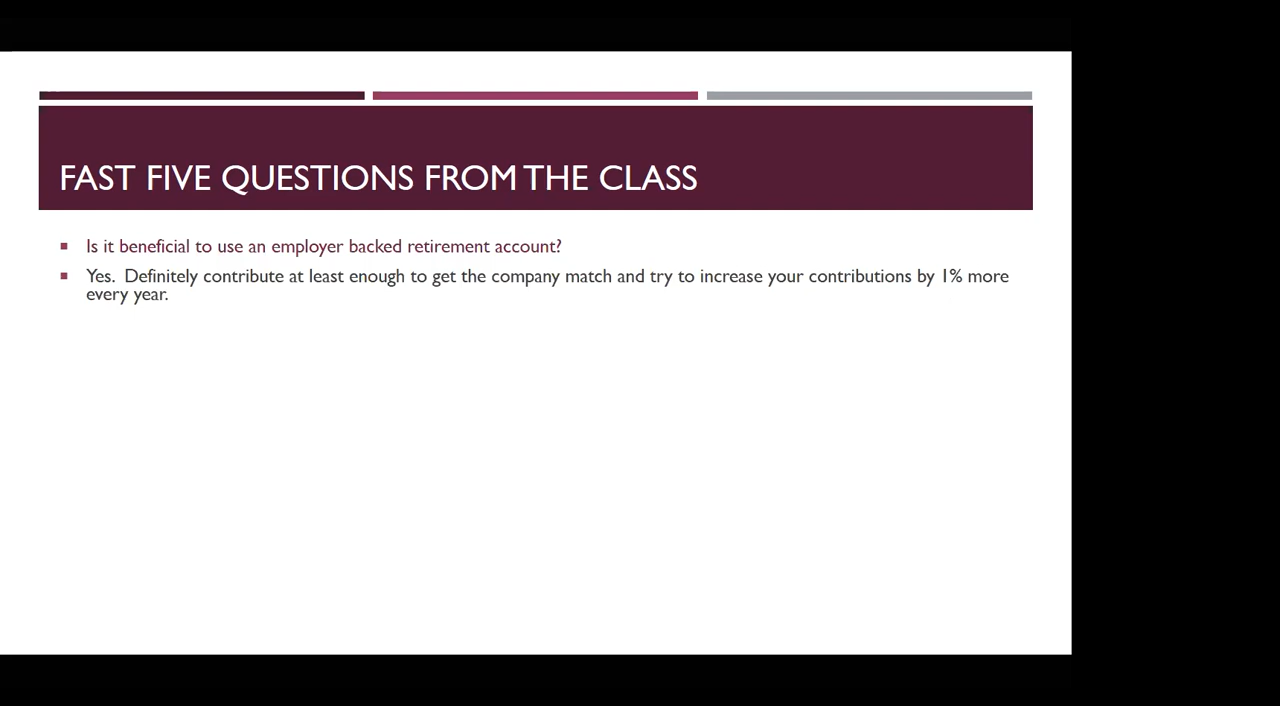 FAST FIVE QUESTIONS FROM THE CLASS
Is it beneficial to use an employer backed retirement account?
Yes.  Definitely contribute at least enough to get the company match and try to increase your contributions by 1% more
every year.